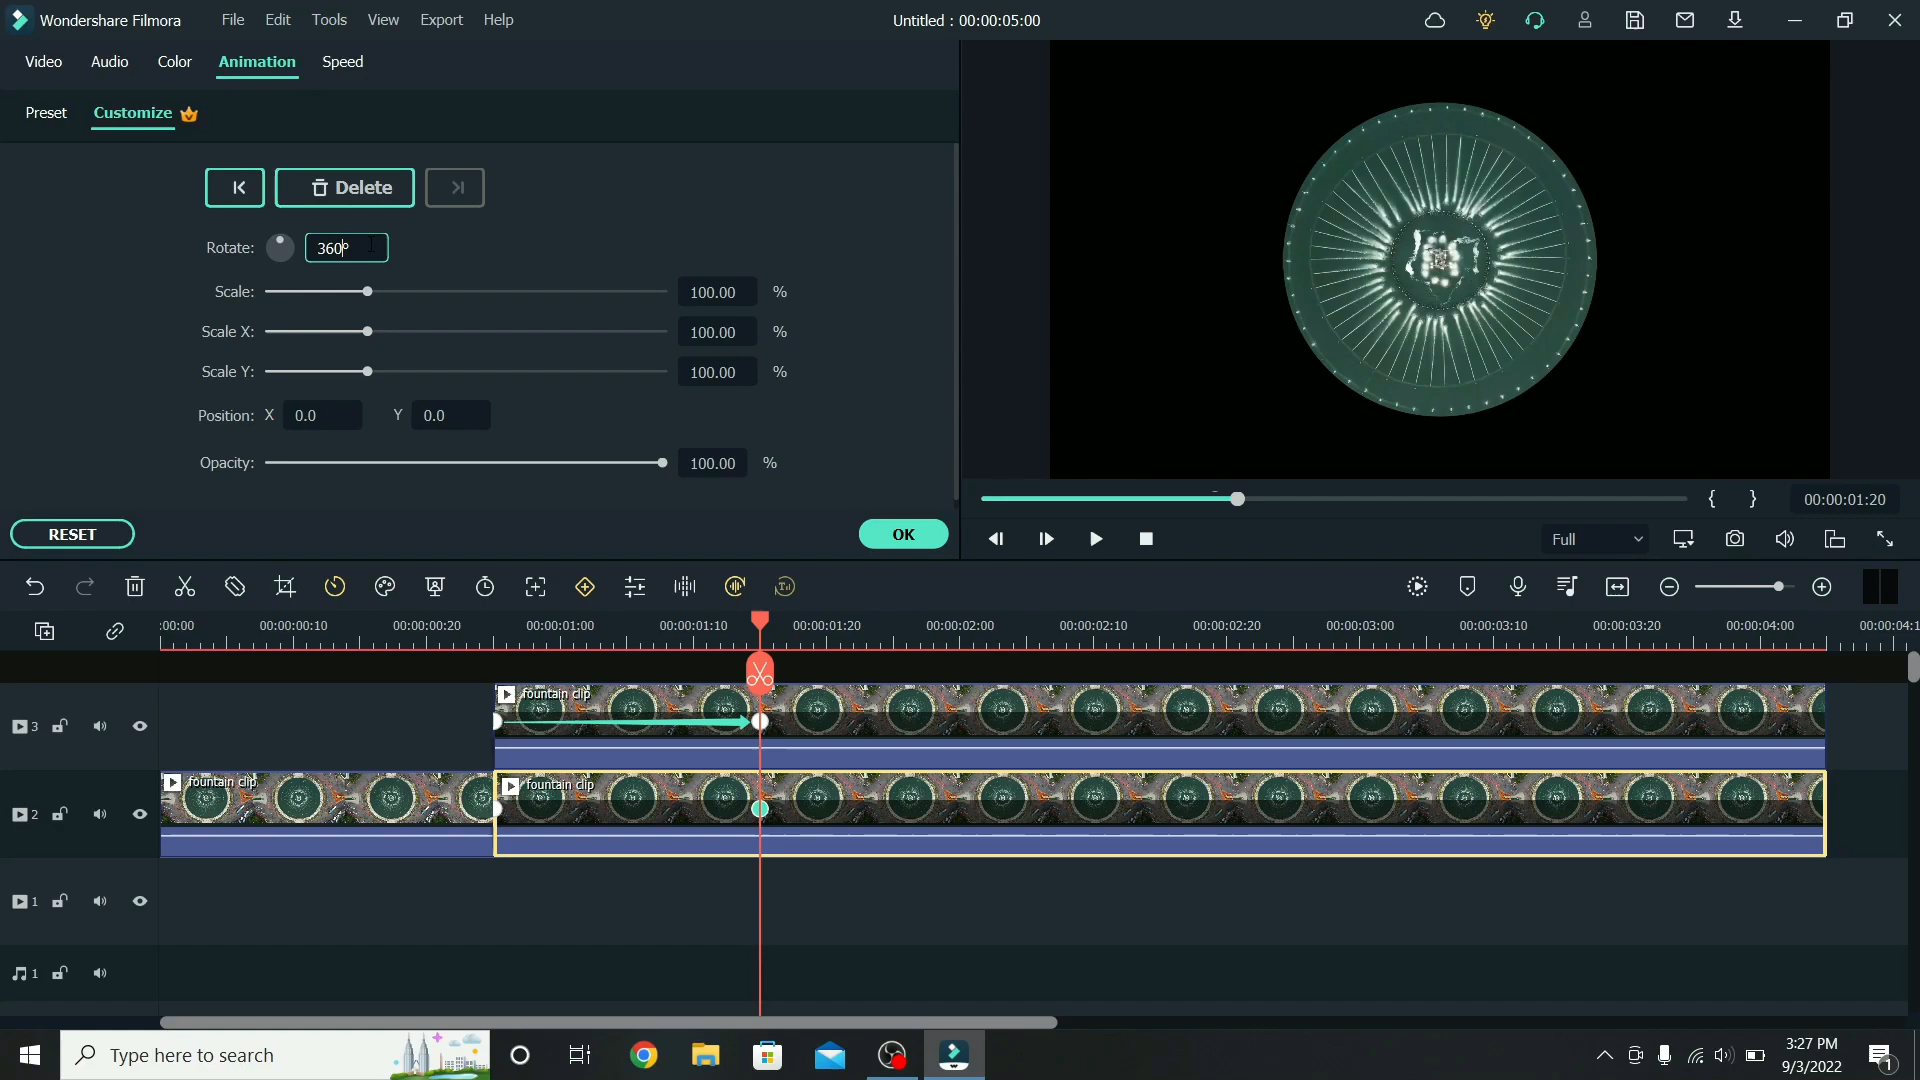 Wondershare Filmora File Edit Tools View Export Help Untitled : 00:00:05:00
Video Audio Color Animation Speed
Preset Customize
Delete
Rotate: 360°
Scale: 100.00 %
Scale X: 100.00 %
Scale Y: 100.00 %
Position: X 0.0 Y 0.0
Opacity: 100.00 %
RESET OK
{ } 00:00:01:20
Full
:00:00 00:00:00:10 00:00:00:20 00:00:01:00 00:00:01:10 00:00:01:20 00:00:02:00 00:00:02:10 00:00:02:20 00:00:03:00 00:00:03:10 00:00:03:20 00:00:04:00 00:00:04:1
fountain clip
3
fountain clip fountain clip
2
1
1
Type here to search
3:27 PM
9/3/2022
1